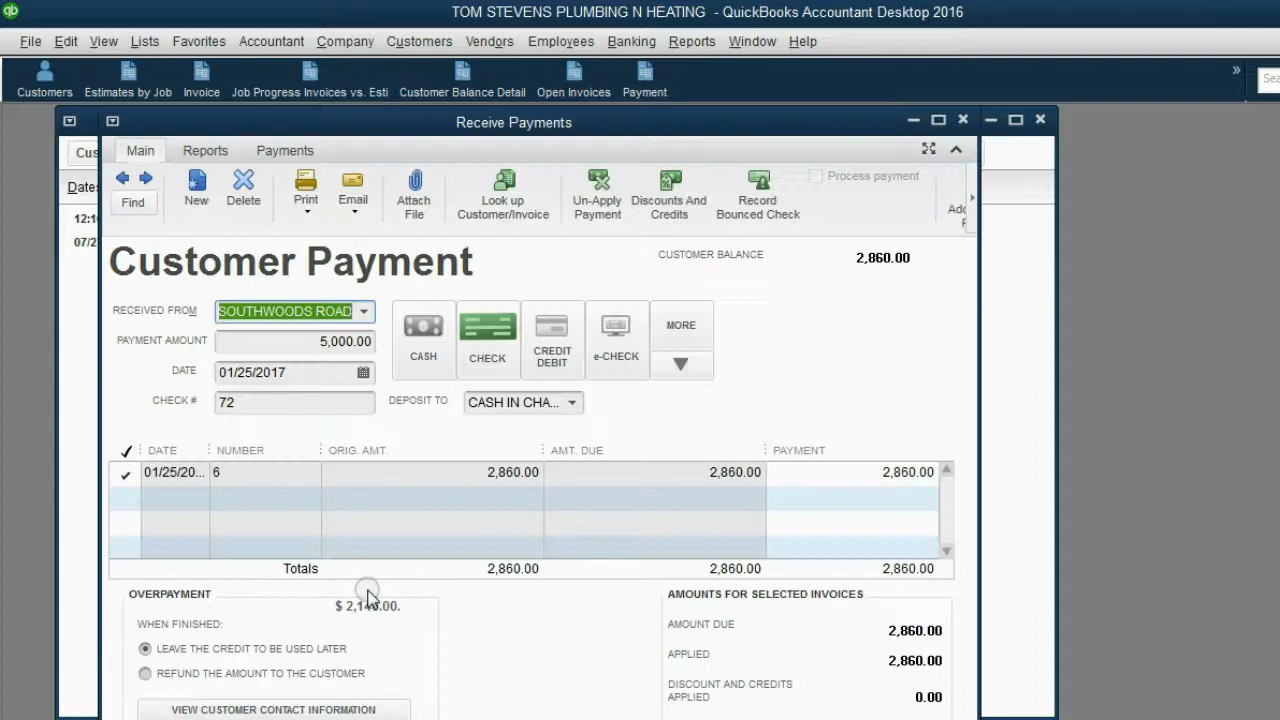 qb
TOM STEVENS PLUMBING N HEATING - QuickBooks Accountant Desktop 2016
File Edit View Lists Favorites Accountant Company Customers Vendors Employees Banking Reports Window Help
Customers Estimates by Job Invoice Job Progress Invoices vs. Esti Customer Balance Detail Open Invoices Payment » Sea
Receive Payments
Cus Main Reports Payments
Dates Find New Delete Print Email Attach File Look up Customer/Invoice Un-Apply Payment Discounts And Credits Record Bounced Check Process payment
12:1
07/2
Customer Payment
CUSTOMER BALANCE 2,860.00
RECEIVED FROM SOUTHWOODS ROAD
PAYMENT AMOUNT 5,000.00
DATE 01/25/2017
CHECK # 72
CASH CHECK CREDIT DEBIT e-CHECK MORE
DEPOSIT TO CASH IN CHA...
DATE NUMBER ORIG. AMT. AMT. DUE PAYMENT
01/25/20... 6 2,860.00 2,860.00 2,860.00
Totals 2,860.00 2,860.00 2,860.00
OVERPAYMENT
WHEN FINISHED:
LEAVE THE CREDIT TO BE USED LATER
REFUND THE AMOUNT TO THE CUSTOMER
VIEW CUSTOMER CONTACT INFORMATION
AMOUNTS FOR SELECTED INVOICES
AMOUNT DUE 2,860.00
APPLIED 2,860.00
DISCOUNT AND CREDITS
APPLIED 0.00